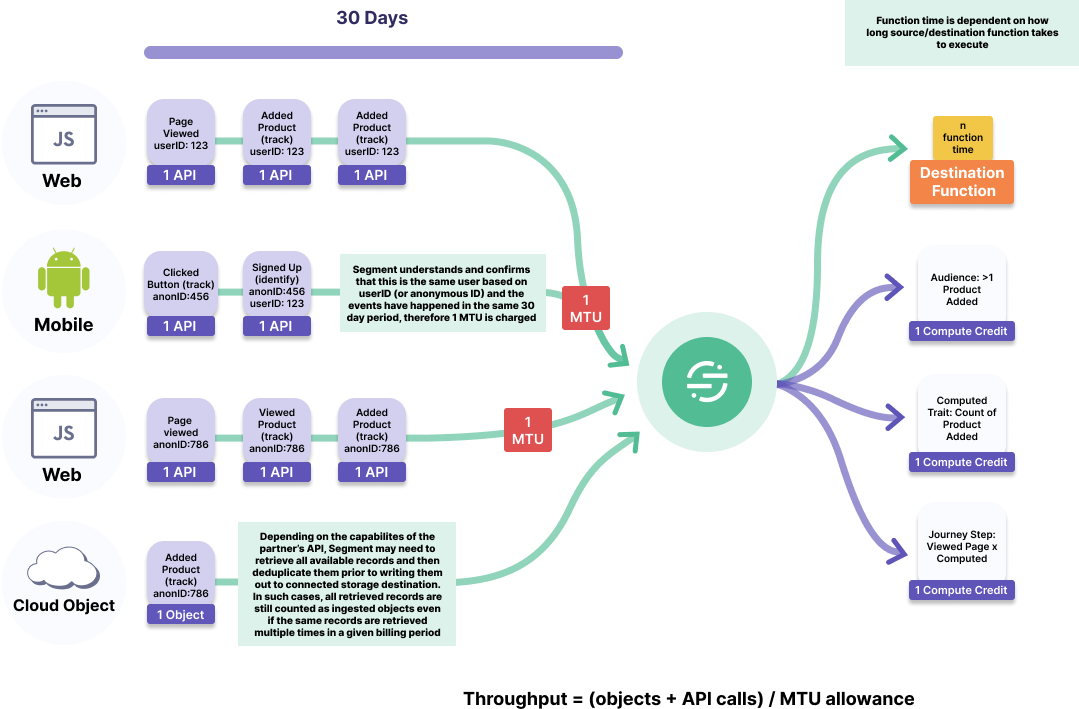 30 Days
Function time is dependent on how
long source/destination function takes
to execute
JS
Web
Page
Viewed
userID: 123
1 API
Added
Product
(track)
userID: 123
1 API
Added
Product
(track)
userID: 123
1 API
n
function
time
Destination
Function
Mobile
Clicked
Button (track)
anonID:456
1 API
Signed Up
(identify)
anonID:456
userID: 123
1 API
Segment understands and confirms
that this is the same user based on
userID (or anonymous ID) and the
events have happened in the same 30
day period, therefore 1 MTU is charged
1
MTU
Audience: >1
Product
Added
1 Compute Credit
JS
Web
Page
viewed
anonID:786
1 API
Viewed
Product
(track)
anonID:786
1 API
Added
Product
(track)
anonID:786
1 API
1
MTU
Computed
Trait: Count of
Product
Added
1 Compute Credit
Cloud Object
Added
Product
(track)
anonID:786
1 Object
Depending on the capabilites of the
partner's API, Segment may need to
retrieve all available records and then
deduplicate them prior to writing them
out to connected storage destination.
In such cases, all retrieved records are
still counted as ingested objects even
if the same records are retrieved
multiple times in a given billing period
Journey Step:
Viewed Page x
Computed
1 Compute Credit
Throughput = (objects + API calls) / MTU allowance